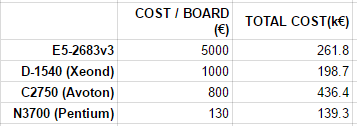 COST / BOARD (€) TOTAL COST(k€)
E5-2683v3 5000 261.8
D-1540 (Xeond) 1000 198.7
C2750 (Avoton) 800 436.4
N3700 (Pentium) 130 139.3